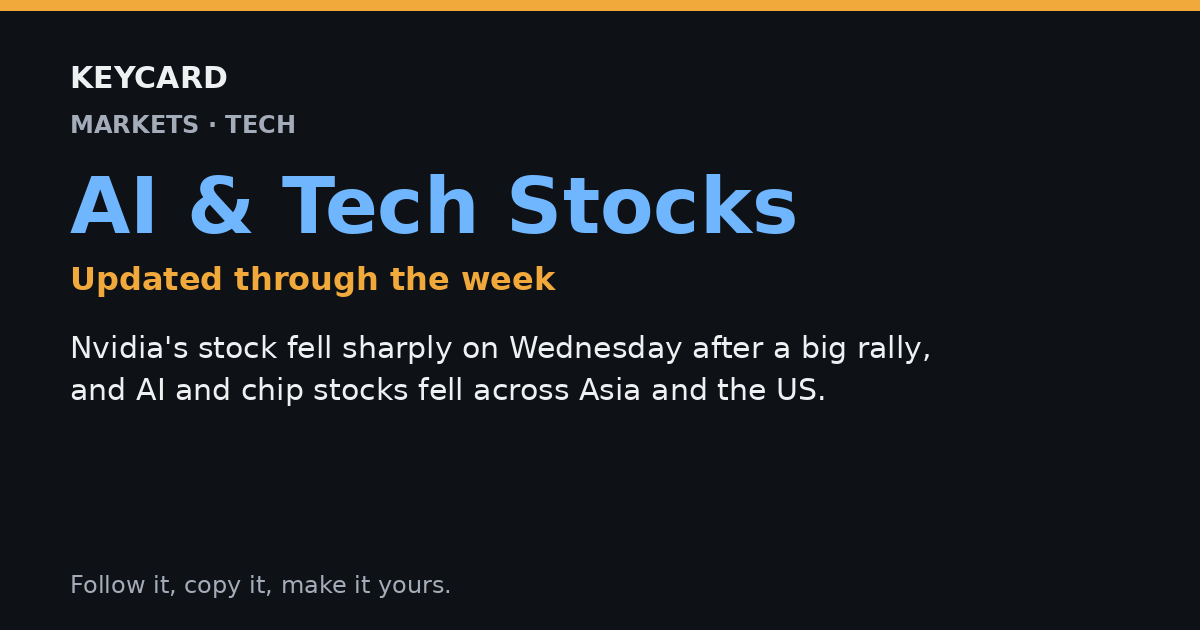 KEYCARD
MARKETS · TECH
AI & Tech Stocks
Updated through the week
Nvidia's stock fell sharply on Wednesday after a big rally,
and AI and chip stocks fell across Asia and the US.
Follow it, copy it, make it yours.